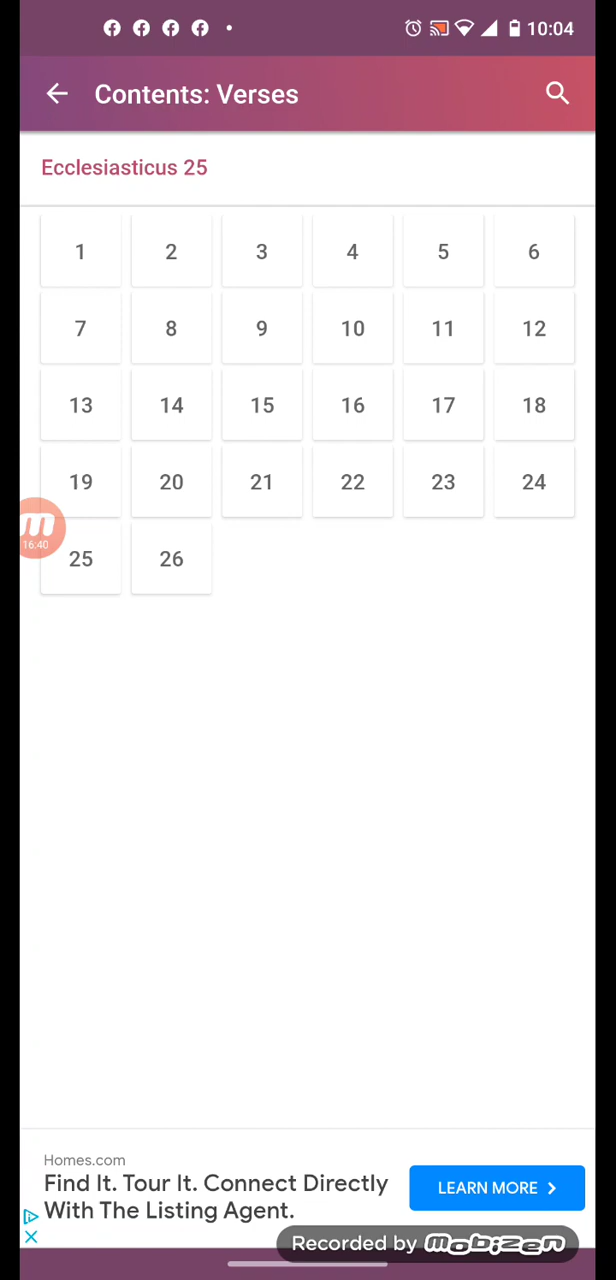 10:04
Contents: Verses
Ecclesiasticus 25
1 2 3 4 5 6
7 8 9 10 11 12
13 14 15 16 17 18
19 20 21 22 23 24
16:40
25 26
Homes.com
Find It. Tour It. Connect Directly
With The Listing Agent.
LEARN MORE
Recorded by mobizen